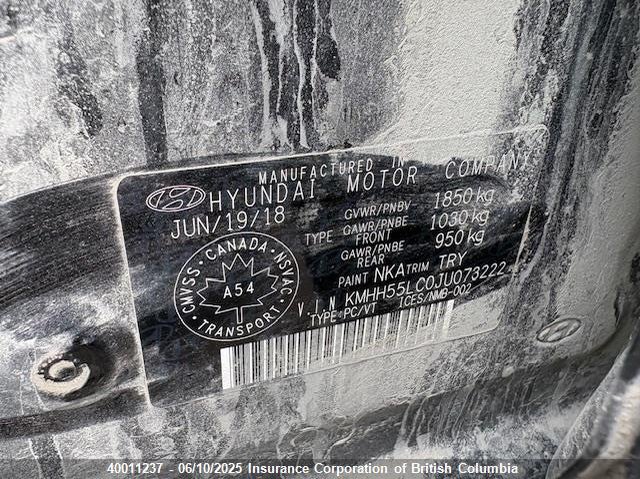 MANUFACTURED IN
HYUNDAI MOTOR COMPANY
JUN/19/18
GVWR/PNBV 1850 kg
TYPE GAWR/PNBE FRONT 1030 kg
GAWR/PNBE REAR 950 kg
PAINT NKA TRIM TRY
VIN KMHH55LC0JU073222
TYPE:PC/VT ICES/NMB-002
CMVSS · CANADA · NSVAC
A54
TRANSPORT
40011237 - 06/10/2025 Insurance Corporation of British Columbia